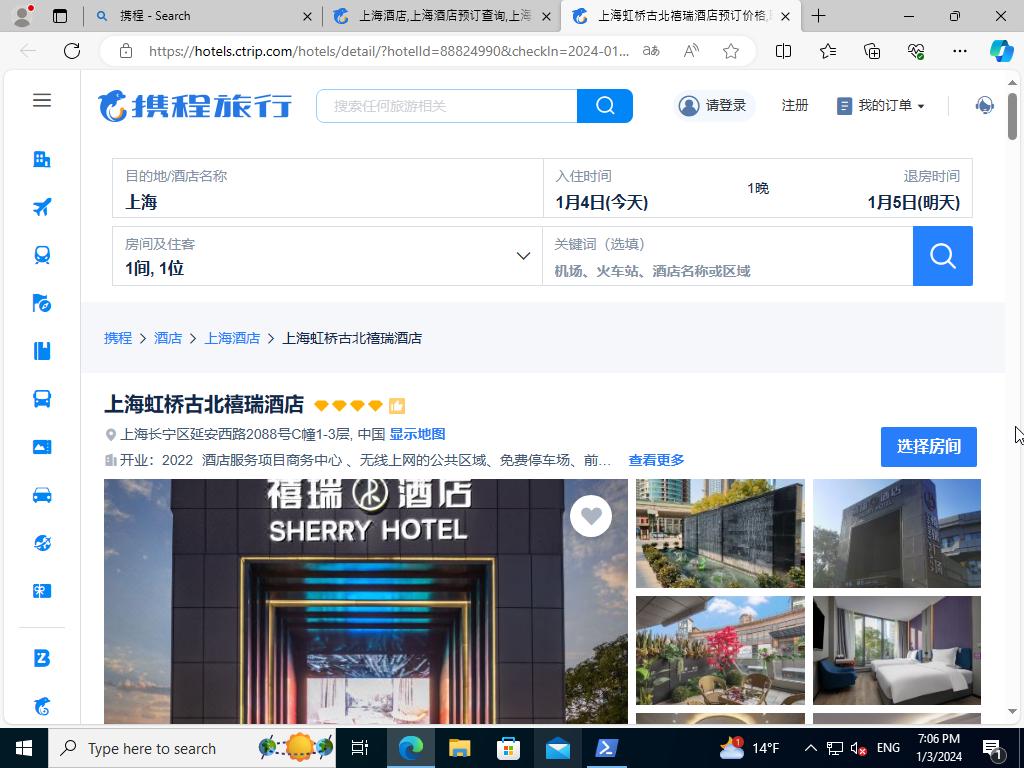 携程 - Search
上海酒店,上海酒店预订查询,上海
上海虹桥古北禧瑞酒店预订价格,
https://hotels.ctrip.com/hotels/detail/?hotelId=88824990&checkIn=2024-01...
携程旅行
搜索任何旅游相关
请登录
注册
我的订单
目的地/酒店名称
上海
入住时间
1月4日(今天)
1晚
退房时间
1月5日(明天)
房间及住客
1间, 1位
关键词（选填）
机场、火车站、酒店名称或区域
携程 > 酒店 > 上海酒店 > 上海虹桥古北禧瑞酒店
上海虹桥古北禧瑞酒店
上海长宁区延安西路2088号C幢1-3层, 中国 显示地图
开业：2022 酒店服务项目商务中心 、无线上网的公共区域、免费停车场、前… 查看更多
选择房间
禧瑞酒店
SHERRY HOTEL
Type here to search
14°F
ENG
7:06 PM
1/3/2024
1
1